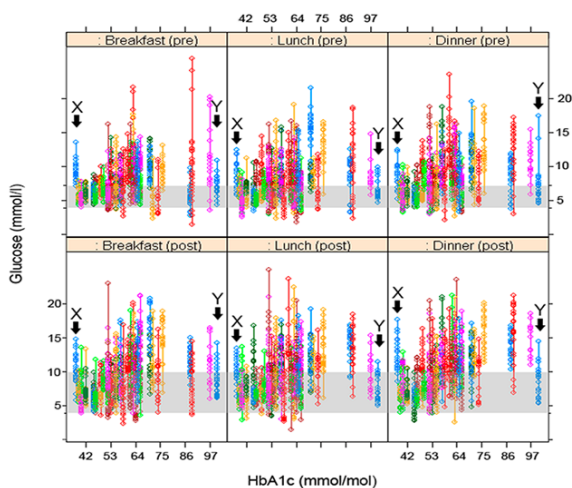 42 53 64 75 86 97
: Breakfast (pre) : Lunch (pre) : Dinner (pre)
X Y X Y X Y
20
15
10
5
Glucose (mmol/l)
: Breakfast (post) : Lunch (post) : Dinner (post)
X Y X Y X Y
20
15
10
5
42 53 64 75 86 97 42 53 64 75 86 97
HbA1c (mmol/mol)